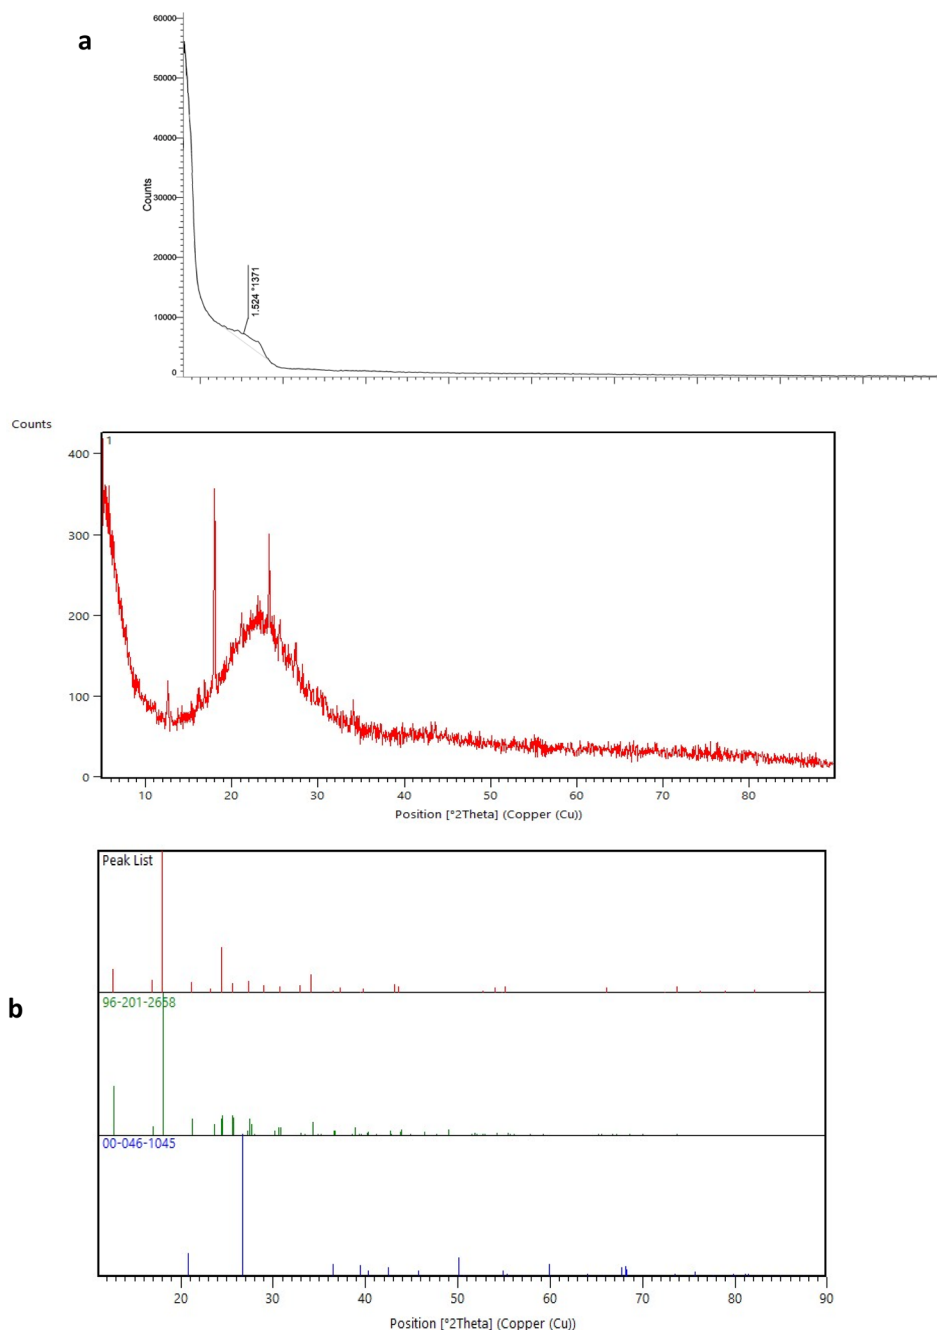 a
60000
50000
40000
30000
20000
10000
0
Counts
1.524 °1371
Counts
1
400
300
200
100
0
10 20 30 40 50 60 70 80
Position [°2Theta] (Copper (Cu))
b
Peak List
96-201-2658
00-046-1045
20 30 40 50 60 70 80 90
Position [°2Theta] (Copper (Cu))